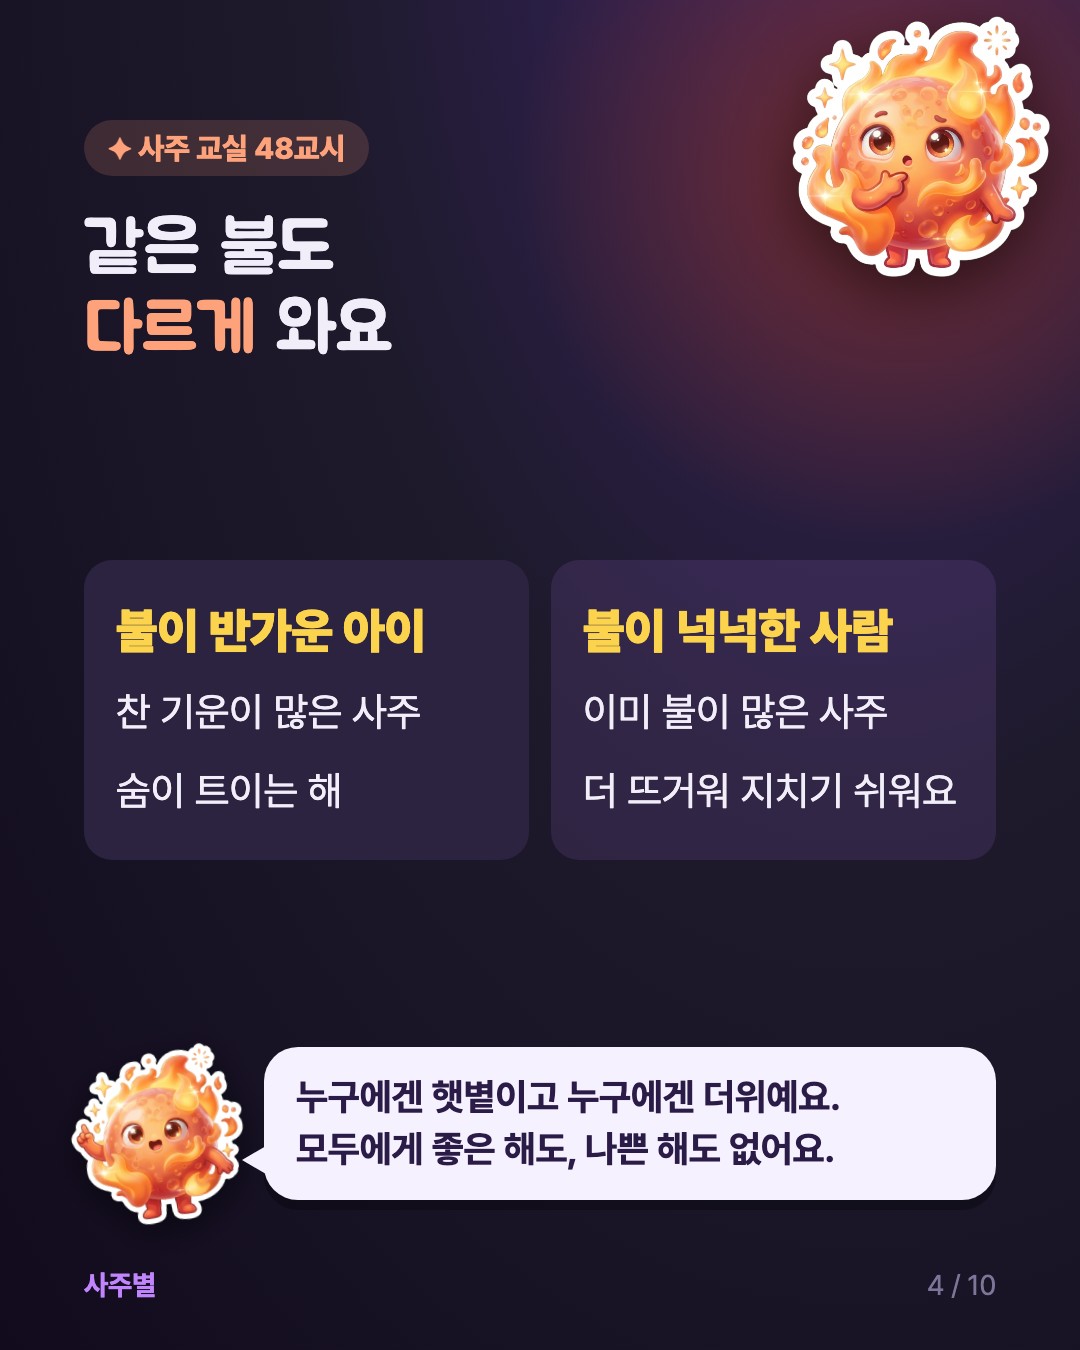 사주 교실 48교시
같은 불도
다르게 와요
불이 반가운 아이
찬 기운이 많은 사주
숨이 트이는 해
불이 넉넉한 사람
이미 불이 많은 사주
더 뜨거워 지치기 쉬워요
누구에겐 햇볕이고 누구에겐 더위예요.
모두에게 좋은 해도, 나쁜 해도 없어요.
사주별
4 / 10